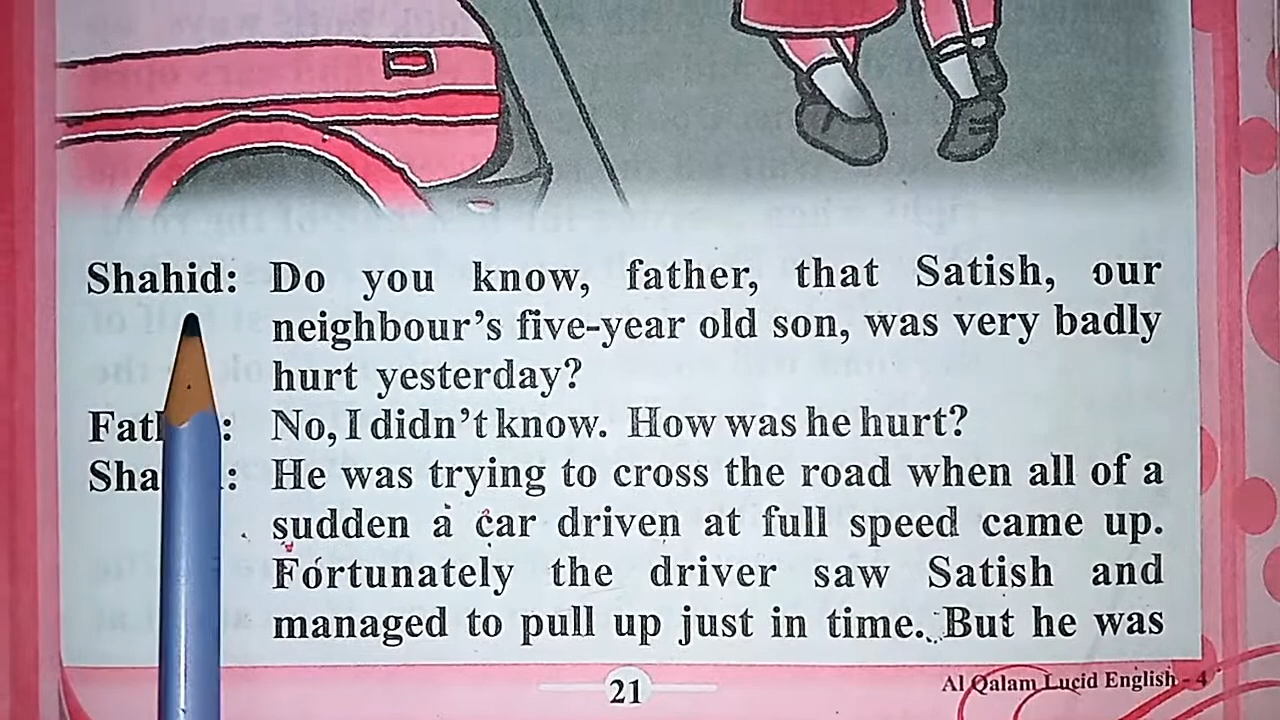 Shahid: Do you know, father, that Satish, our
neighbour's five-year old son, was very badly
hurt yesterday?
: No, I didn't know. How was he hurt?
: He was trying to cross the road when all of a
sudden a car driven at full speed came up.
Fortunately the driver saw Satish and
managed to pull up just in time. But he was
21
Al Qalam Lucid English - 4